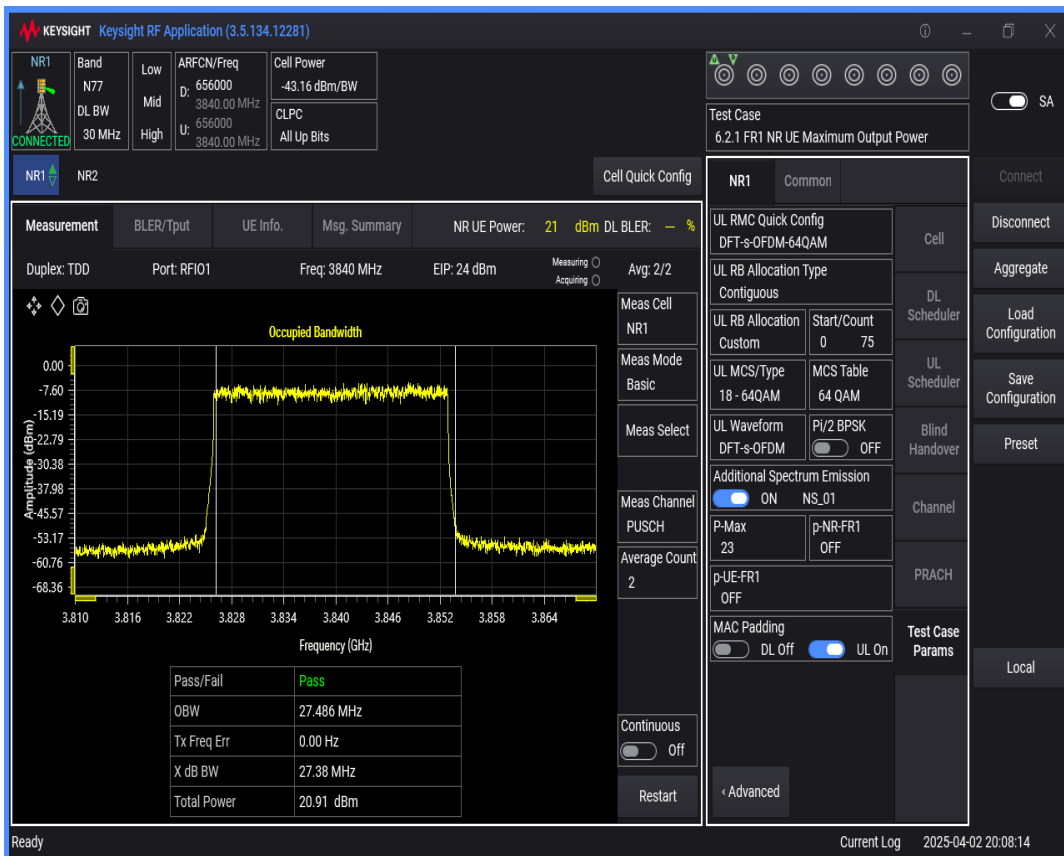 KEYSIGHT Keysight RF Application (3.5.134.12281)
NR1
CONNECTED
Band
N77
DL BW
30 MHz
Low
Mid
High
ARFCN/Freq
D: 656000
3840.00 MHz
U: 656000
3840.00 MHz
Cell Power
-43.16 dBm/BW
CLPC
All Up Bits
Test Case
6.2.1 FR1 NR UE Maximum Output Power
SA
NR1
NR2
Cell Quick Config
Measurement
BLER/Tput
UE Info.
Msg. Summary
NR UE Power: 21 dBm DL BLER: -- %
Duplex: TDD
Port: RFIO1
Freq: 3840 MHz
EIP: 24 dBm
Measuring
Acquiring
Avg: 2/2
Occupied Bandwidth
Amplitude (dBm)
0.00
-7.60
-15.19
-22.79
-30.38
-37.98
-45.57
-53.17
-60.76
-68.36
3.810 3.816 3.822 3.828 3.834 3.840 3.846 3.852 3.858 3.864
Frequency (GHz)
Pass/Fail Pass
OBW 27.486 MHz
Tx Freq Err 0.00 Hz
X dB BW 27.38 MHz
Total Power 20.91 dBm
Meas Cell
NR1
Meas Mode
Basic
Meas Select
Meas Channel
PUSCH
Average Count
2
Continuous
Off
Restart
NR1
Common
UL RMC Quick Config
DFT-s-OFDM-64QAM
UL RB Allocation Type
Contiguous
UL RB Allocation
Custom
Start/Count
0 75
UL MCS/Type
18 - 64QAM
MCS Table
64 QAM
UL Waveform
DFT-s-OFDM
Pi/2 BPSK
OFF
Additional Spectrum Emission
ON NS_01
P-Max
23
p-NR-FR1
OFF
p-UE-FR1
OFF
MAC Padding
DL Off UL On
‹ Advanced
Cell
DL
Scheduler
UL
Scheduler
Blind
Handover
Channel
PRACH
Test Case
Params
Connect
Disconnect
Aggregate
Load
Configuration
Save
Configuration
Preset
Local
Ready
Current Log 2025-04-02 20:08:14